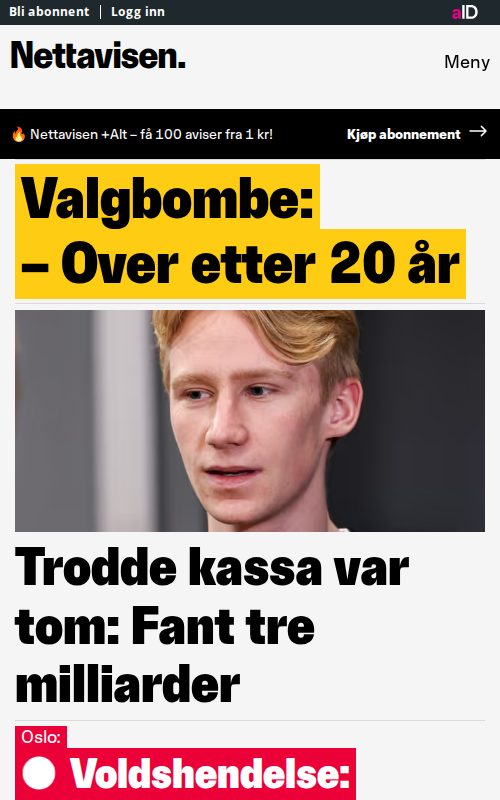 Bli abonnent | Logg inn
aID
Nettavisen.
Meny
🔥 Nettavisen +Alt – få 100 aviser fra 1 kr!
Kjøp abonnement →
Valgbombe:
– Over etter 20 år
Trodde kassa var
tom: Fant tre
milliarder
Oslo:
Voldshendelse: